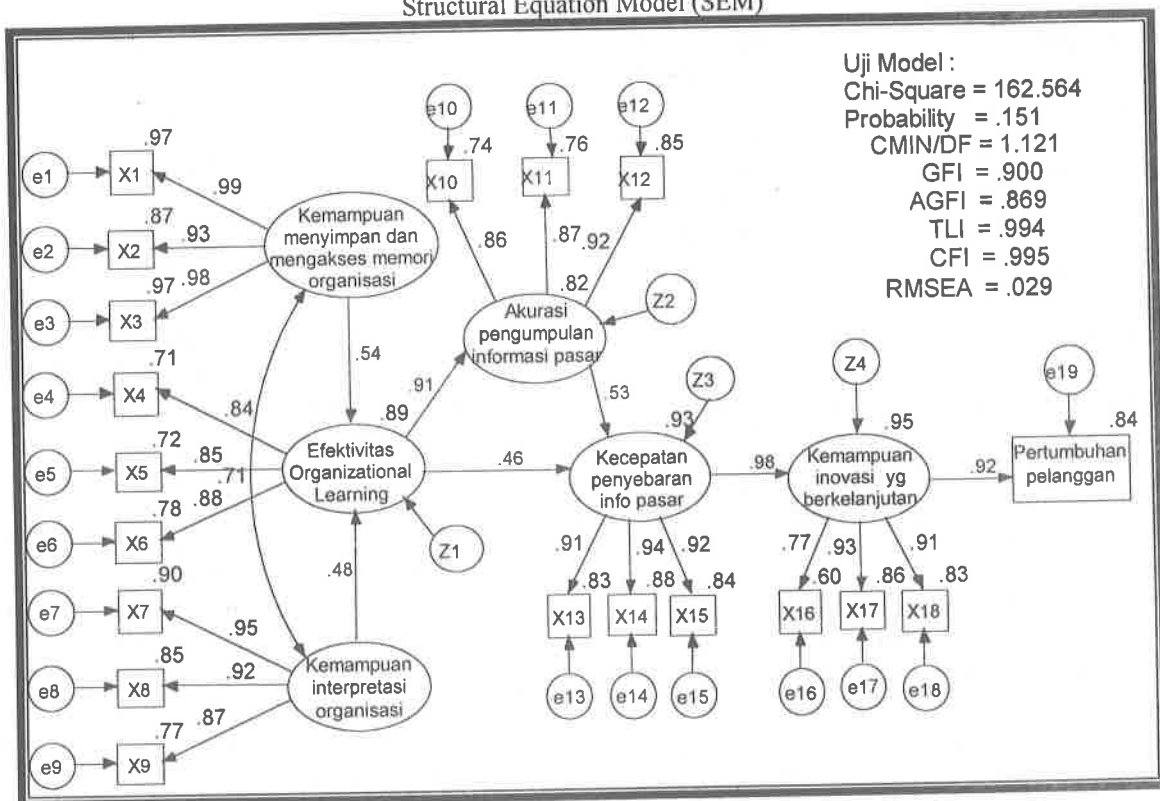 Structural Equation Model (SEM)
Uji Model :
Chi-Square = 162.564
Probability = .151
CMIN/DF = 1.121
GFI = .900
AGFI = .869
TLI = .994
CFI = .995
RMSEA = .029
e10
e11
e12
.74
.76
.85
X10
X11
X12
.86
.87
.92
.97
e1
X1
.99
.87
e2
X2
.93
.97
e3
X3
.98
Kemampuan
menyimpan dan
mengakses memori
organisasi
.82
Akurasi
pengumpulan
informasi pasar
Z2
.54
.91
.53
.71
e4
X4
.84
.72
e5
X5
.85
.78
e6
X6
.88
.71
.89
Efektivitas
Organizational
Learning
Z1
.46
Z3
.93
Kecepatan
penyebaran
info pasar
.98
Z4
.95
Kemampuan
inovasi yg
berkelanjutan
.92
e19
.84
Pertumbuhan
pelanggan
.91
.94
.92
.83
.88
.84
X13
X14
X15
e13
e14
e15
.77
.93
.91
.60
.86
.83
X16
X17
X18
e16
e17
e18
.48
.90
e7
X7
.95
.85
e8
X8
.92
.77
e9
X9
.87
Kemampuan
interpretasi
organisasi